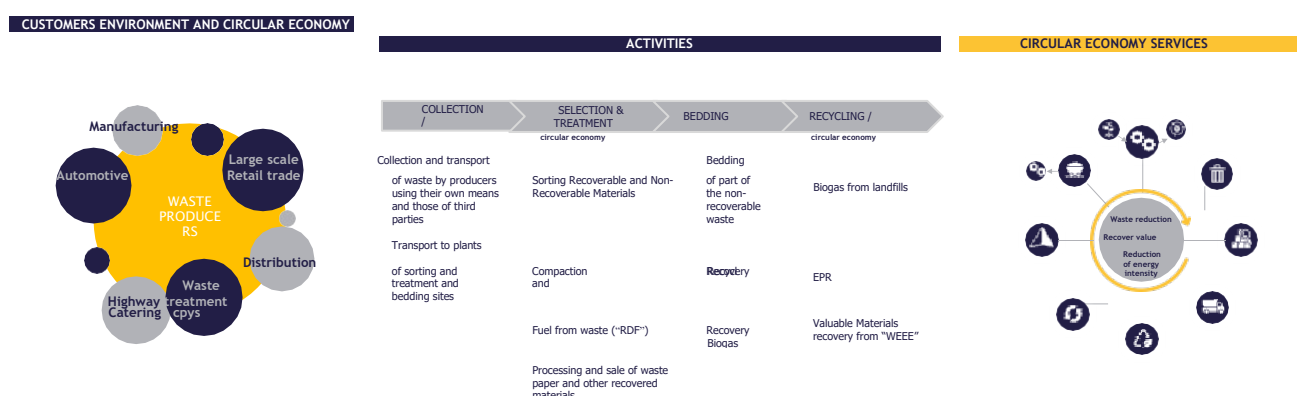 CUSTOMERS ENVIRONMENT AND CIRCULAR ECONOMY
Manufacturing
Large scale
Retail trade
Automotive
WASTE
PRODUCE
RS
Distribution
Waste
treatment
cpys
Highway
Catering
ACTIVITIES
COLLECTION
/
SELECTION &
TREATMENT
BEDDING
RECYCLING /
circular economy
circular economy
Collection and transport
of waste by producers
using their own means
and those of third
parties
Transport to plants
of sorting and
treatment and
bedding sites
Sorting Recoverable and Non-
Recoverable Materials
Compaction
and
Fuel from waste (“RDF”)
Processing and sale of waste
paper and other recovered
materials
Bedding
of part of
the non-
recoverable
waste
Recovery
Recovery
Biogas
Biogas from landfills
EPR
Valuable Materials
recovery from “WEEE”
CIRCULAR ECONOMY SERVICES
Waste reduction
Recover value
Reduction
of energy
intensity